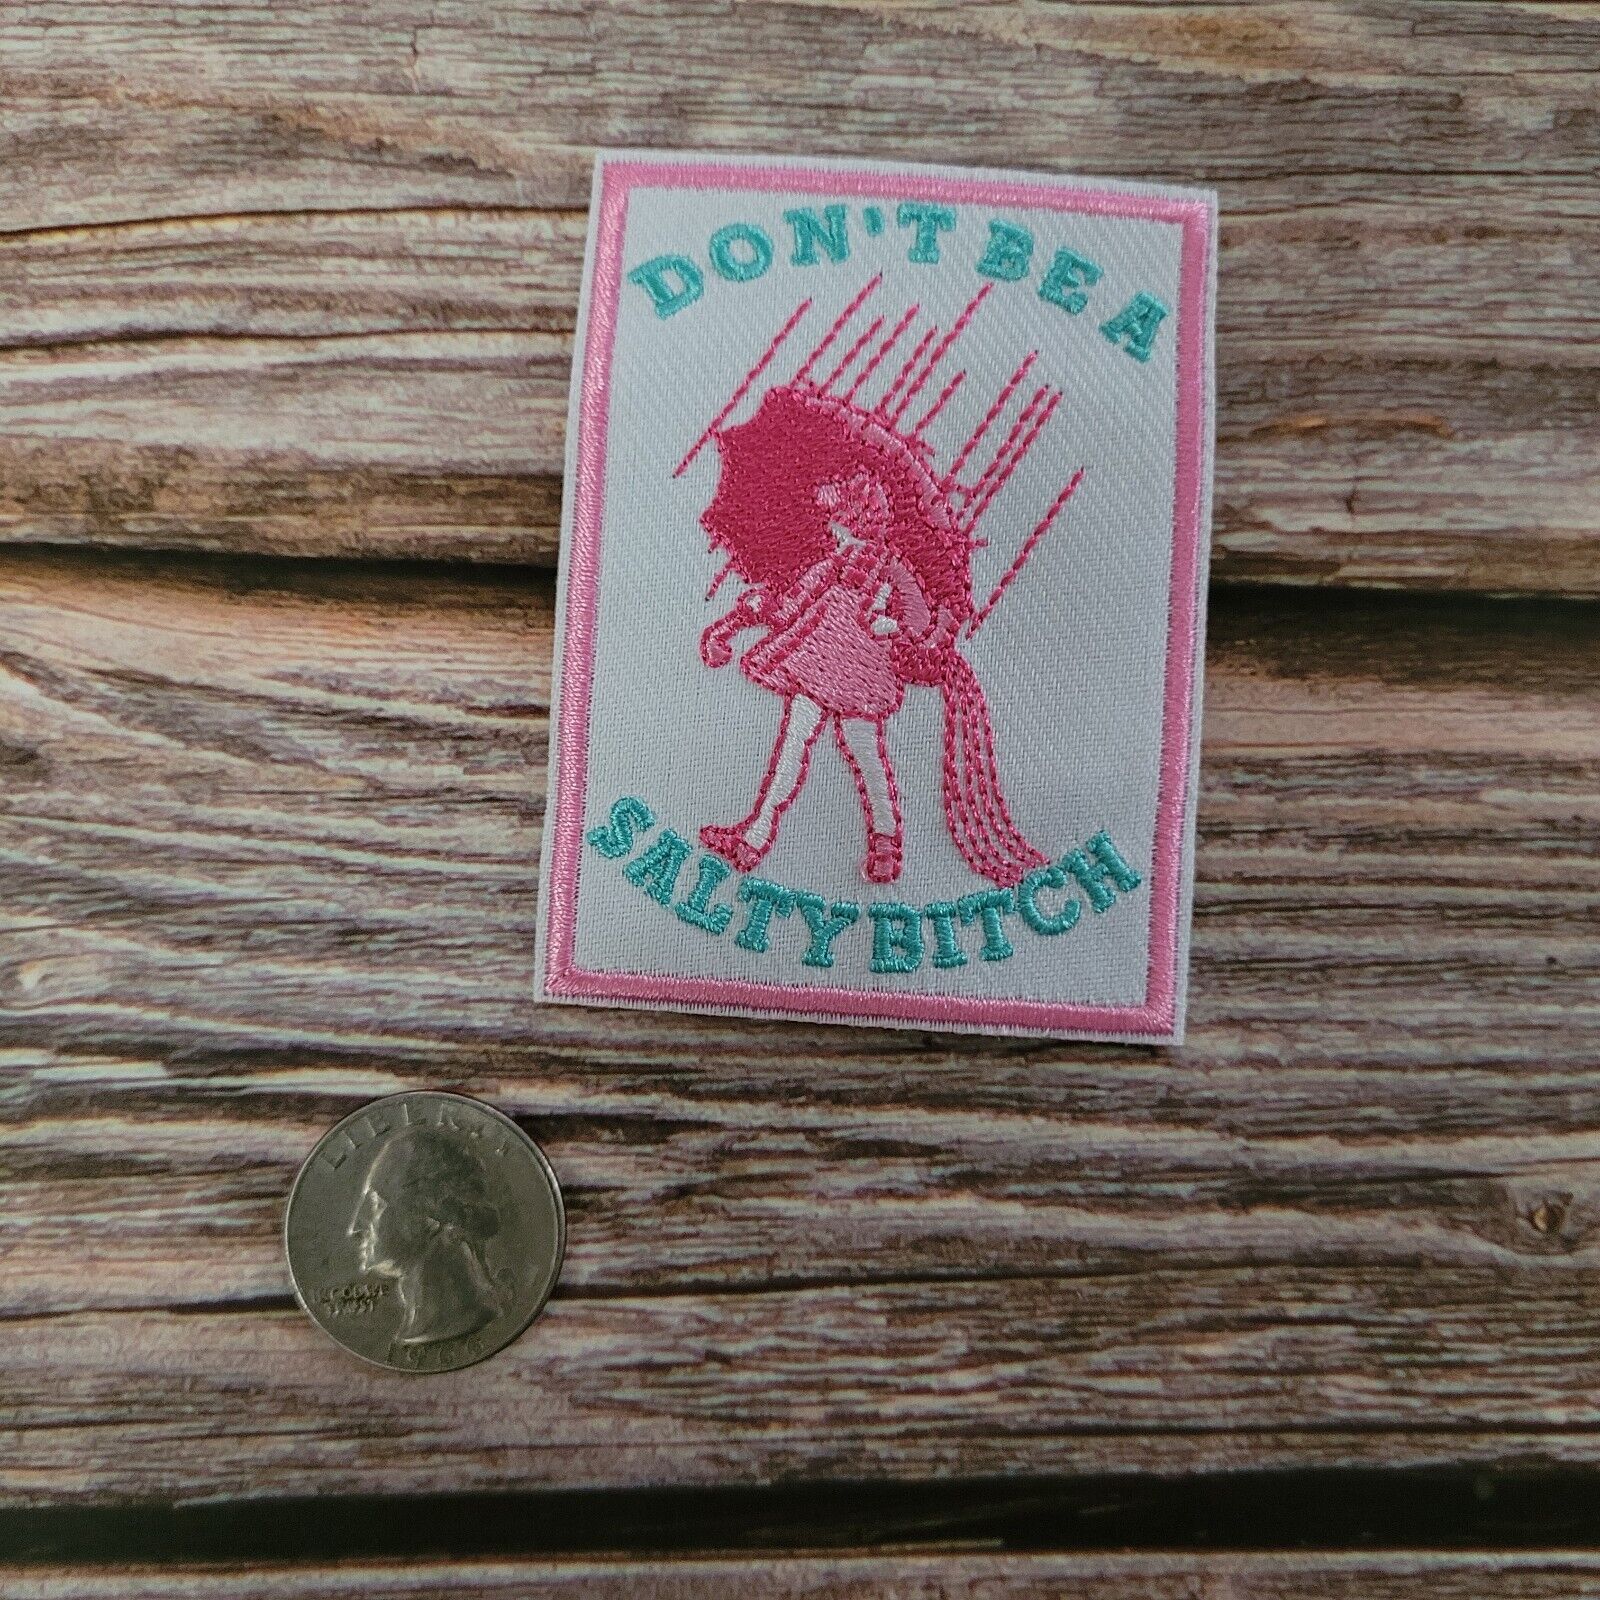 DON'T BE A
SALTY BITCH
LIBERTY